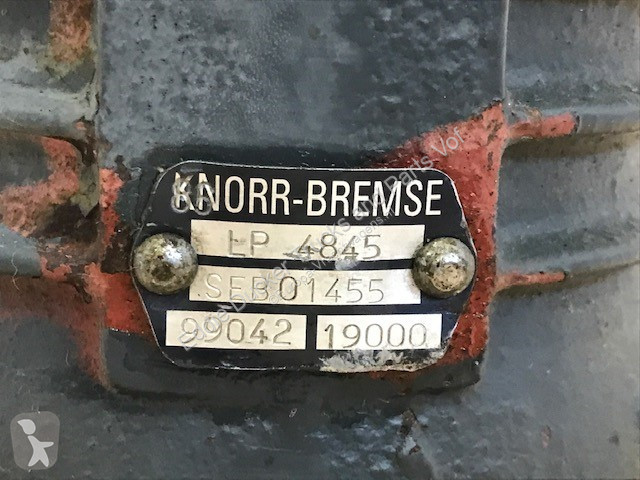 KNORR-BREMSE
LP 4845
SEB01455
99042 19000